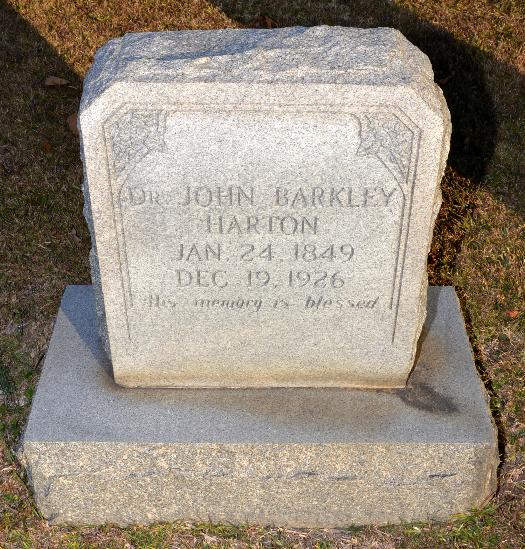 DR. JOHN BARKLEY
HARTON
JAN. 24, 1849
DEC. 19, 1926
His memory is blessed